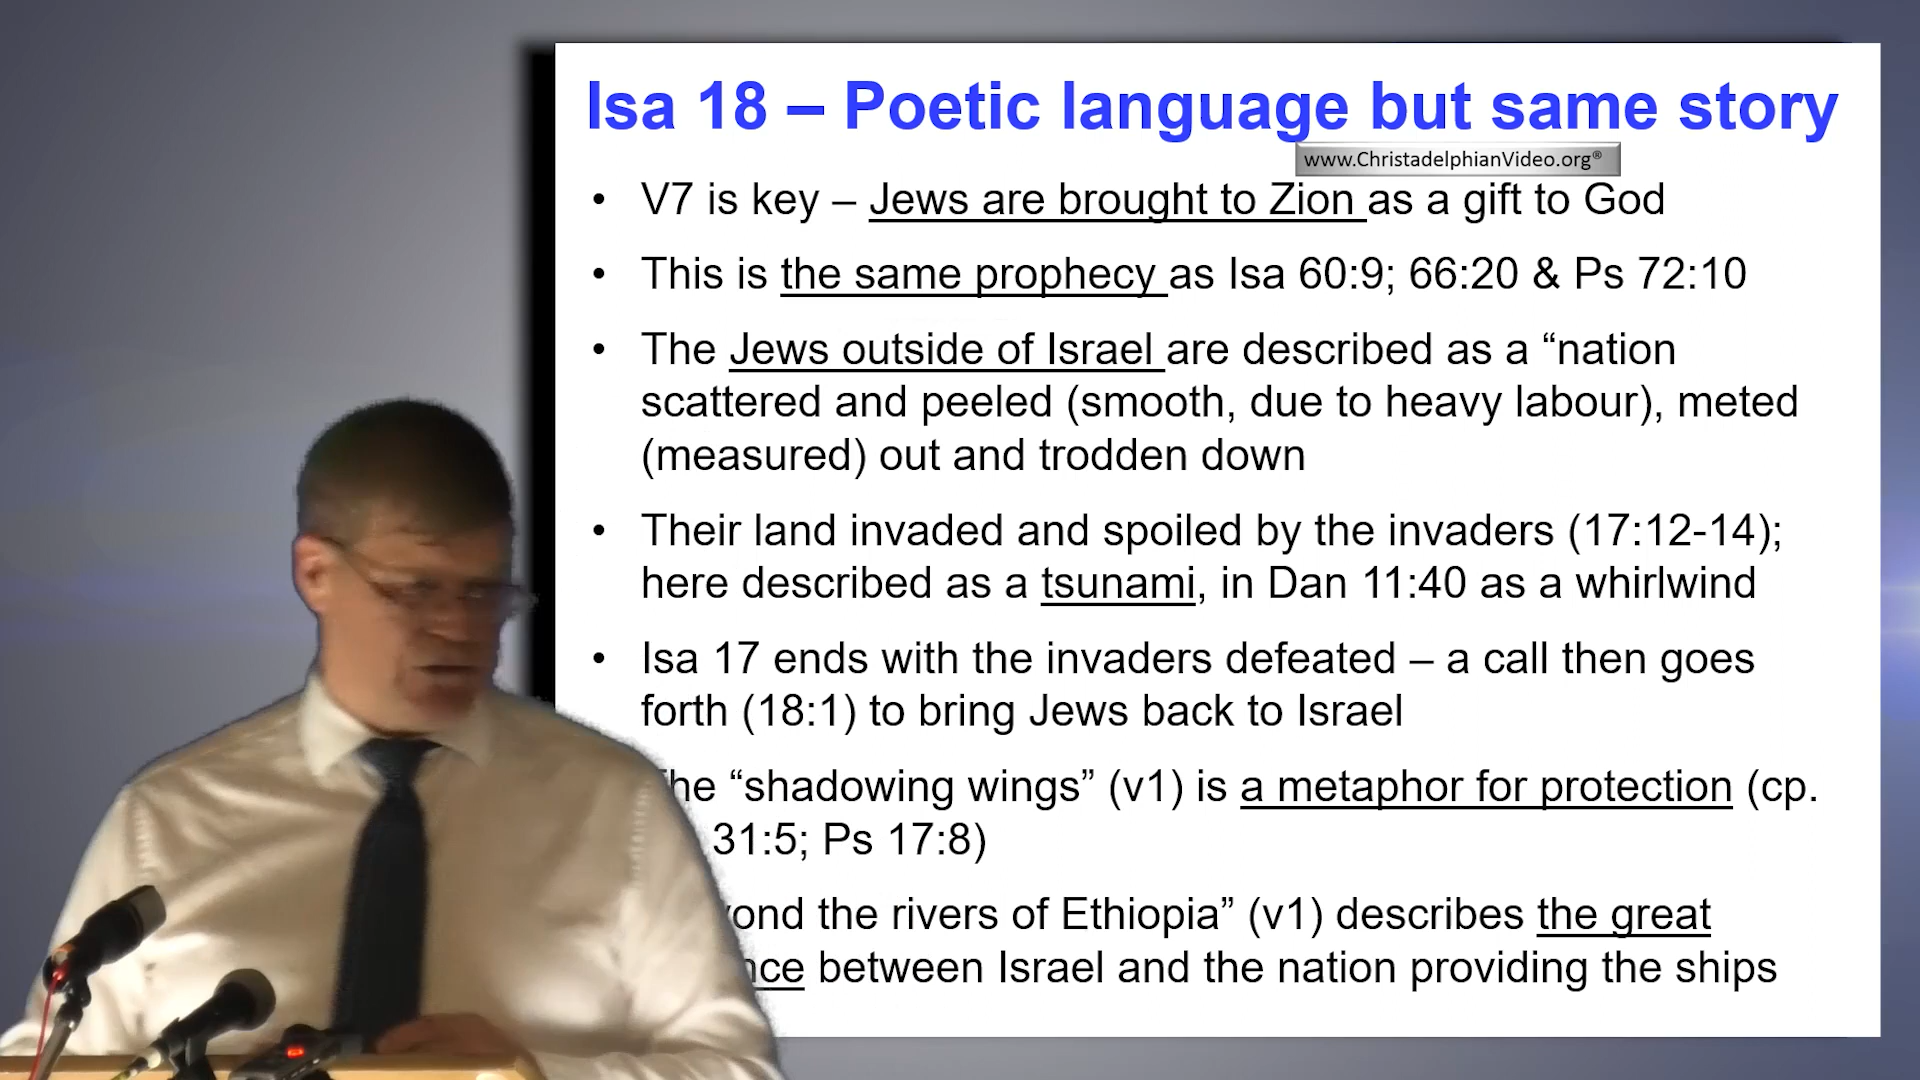 Isa 18 – Poetic language but same story
www.ChristadelphianVideo.org®
• V7 is key – Jews are brought to Zion as a gift to God
• This is the same prophecy as Isa 60:9; 66:20 & Ps 72:10
• The Jews outside of Israel are described as a “nation
scattered and peeled (smooth, due to heavy labour), meted
(measured) out and trodden down
• Their land invaded and spoiled by the invaders (17:12-14);
here described as a tsunami, in Dan 11:40 as a whirlwind
• Isa 17 ends with the invaders defeated – a call then goes
forth (18:1) to bring Jews back to Israel
“shadowing wings” (v1) is a metaphor for protection (cp.
31:5; Ps 17:8)
the rivers of Ethiopia” (v1) describes the great
between Israel and the nation providing the ships